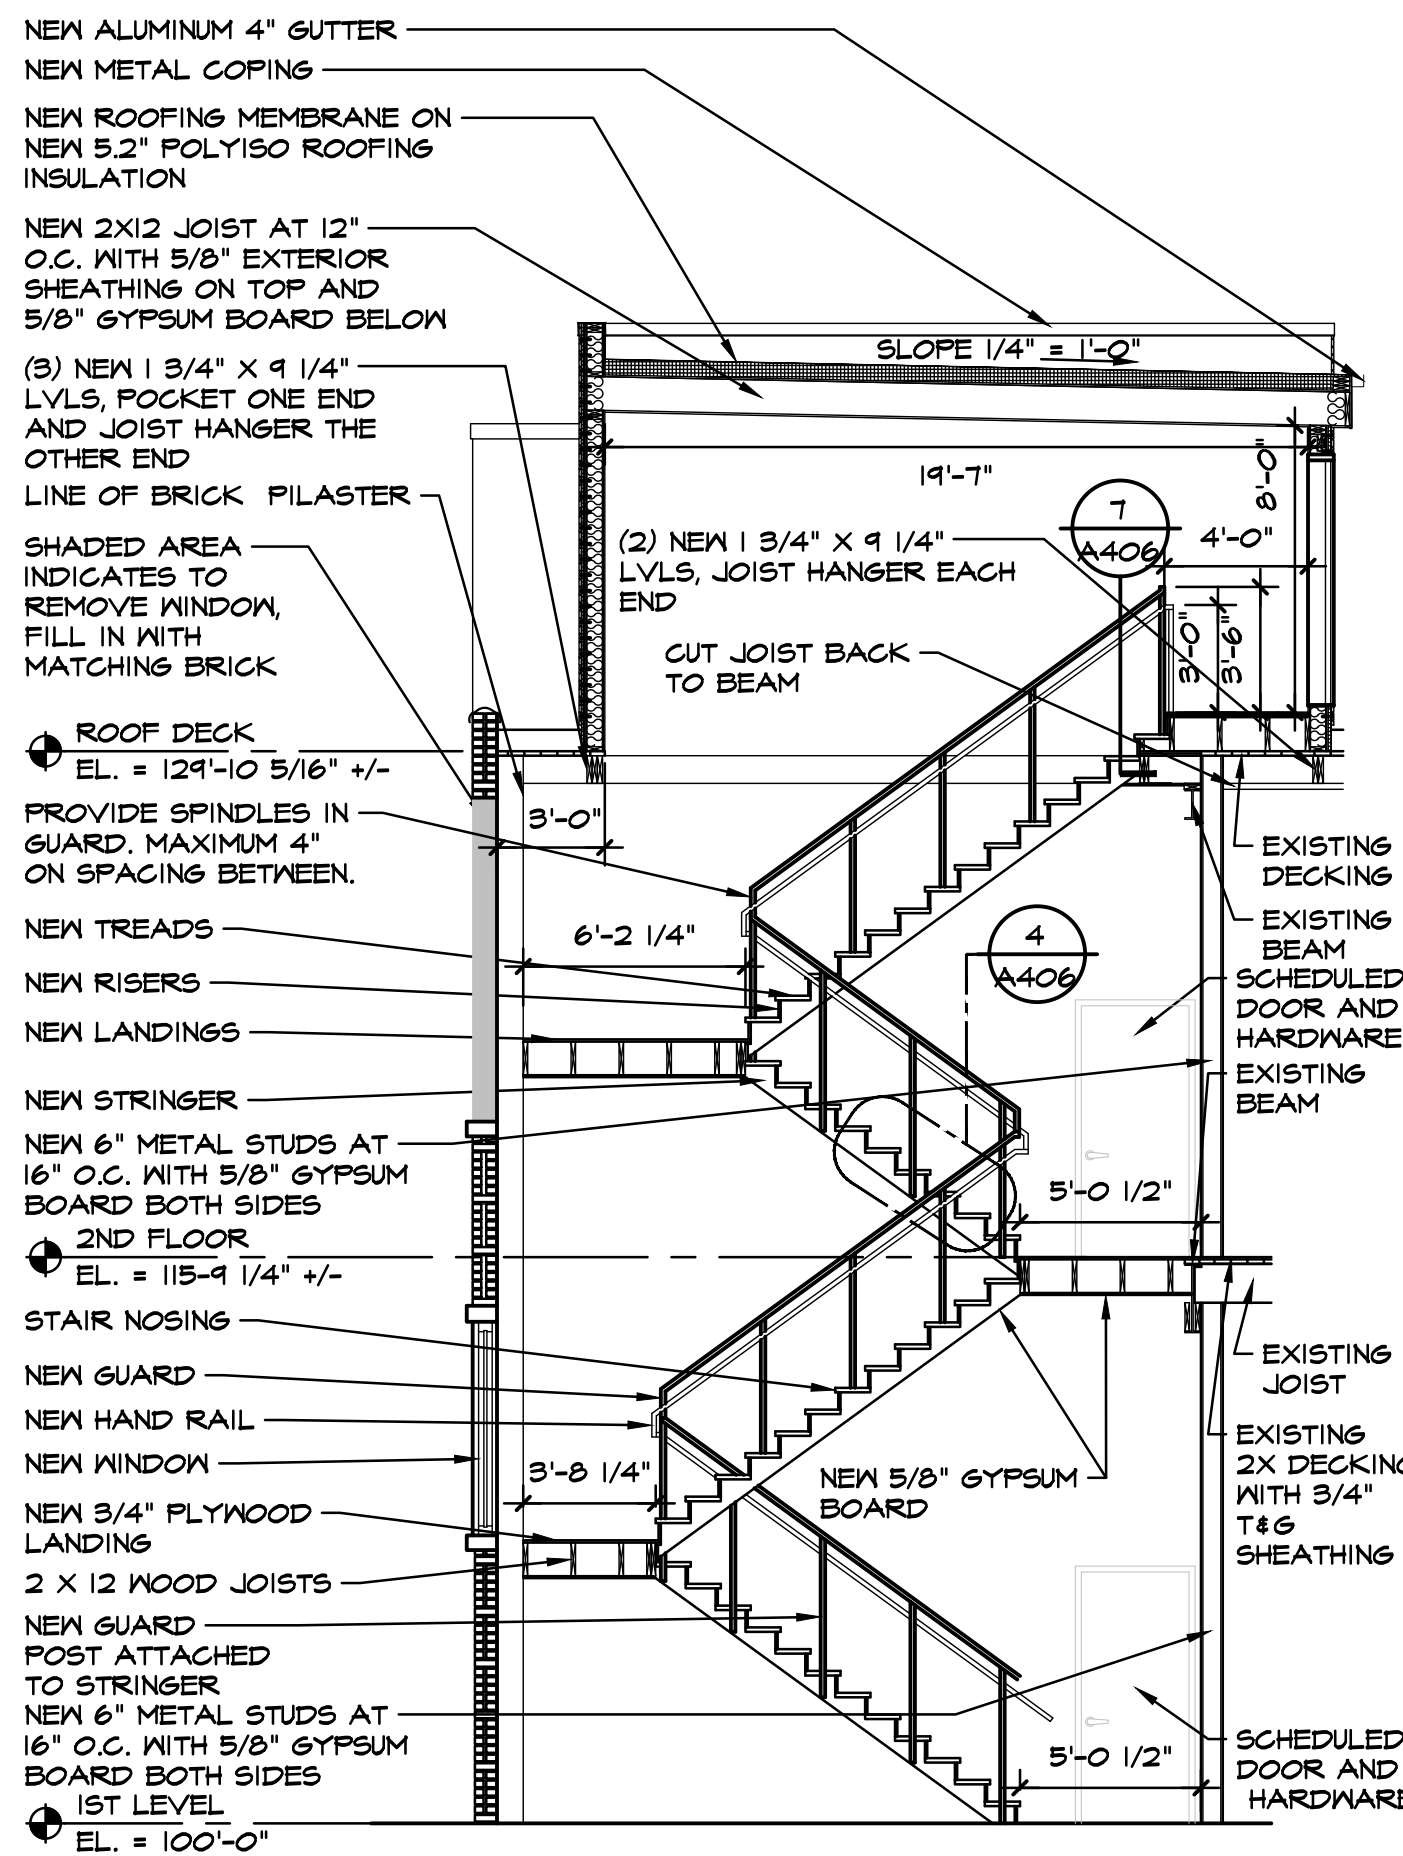 NEW ALUMINUM 4" GUTTER
NEW METAL COPING
NEW ROOFING MEMBRANE ON
NEW 5.2" POLYISO ROOFING
INSULATION
NEW 2X12 JOIST AT 12"
O.C. WITH 5/8" EXTERIOR
SHEATHING ON TOP AND
5/8" GYPSUM BOARD BELOW
(3) NEW 1 3/4" X 9 1/4"
LVLS, POCKET ONE END
AND JOIST HANGER THE
OTHER END
LINE OF BRICK PILASTER
SHADED AREA
INDICATES TO
REMOVE WINDOW,
FILL IN WITH
MATCHING BRICK
ROOF DECK
EL. = 129'-10 5/16" +/-
PROVIDE SPINDLES IN
GUARD. MAXIMUM 4"
ON SPACING BETWEEN.
NEW TREADS
NEW RISERS
NEW LANDINGS
NEW STRINGER
NEW 6" METAL STUDS AT
16" O.C. WITH 5/8" GYPSUM
BOARD BOTH SIDES
2ND FLOOR
EL. = 115-9 1/4" +/-
STAIR NOSING
NEW GUARD
NEW HAND RAIL
NEW WINDOW
NEW 3/4" PLYWOOD
LANDING
2 X 12 WOOD JOISTS
NEW GUARD
POST ATTACHED
TO STRINGER
NEW 6" METAL STUDS AT
16" O.C. WITH 5/8" GYPSUM
BOARD BOTH SIDES
1ST LEVEL
EL. = 100'-0"
SLOPE 1/4" = 1'-0"
19'-7"
8'-0"
7
A406
4'-0"
(2) NEW 1 3/4" X 9 1/4"
LVLS, JOIST HANGER EACH
END
3'-0"
3'-6"
CUT JOIST BACK
TO BEAM
3'-0"
6'-2 1/4"
4
A406
5'-0 1/2"
3'-8 1/4"
NEW 5/8" GYPSUM
BOARD
5'-0 1/2"
EXISTING
DECKING
EXISTING
BEAM
SCHEDULED
DOOR AND
HARDWARE
EXISTING
BEAM
EXISTING
JOIST
EXISTING
2X DECKING
WITH 3/4"
T&G
SHEATHING
SCHEDULED
DOOR AND
HARDWARE